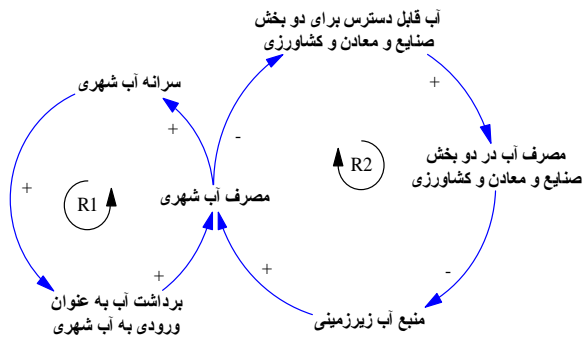 آب قابل دسترس برای دو بخش
صنایع و معادن و کشاورزی
سرانه آب شهری
+
+
-
+
مصرف آب در دو بخش
صنایع و معادن و کشاورزی
R2
R1
مصرف آب شهری
+
+
-
برداشت آب به عنوان
ورودی به آب شهری
منبع آب زیرزمینی